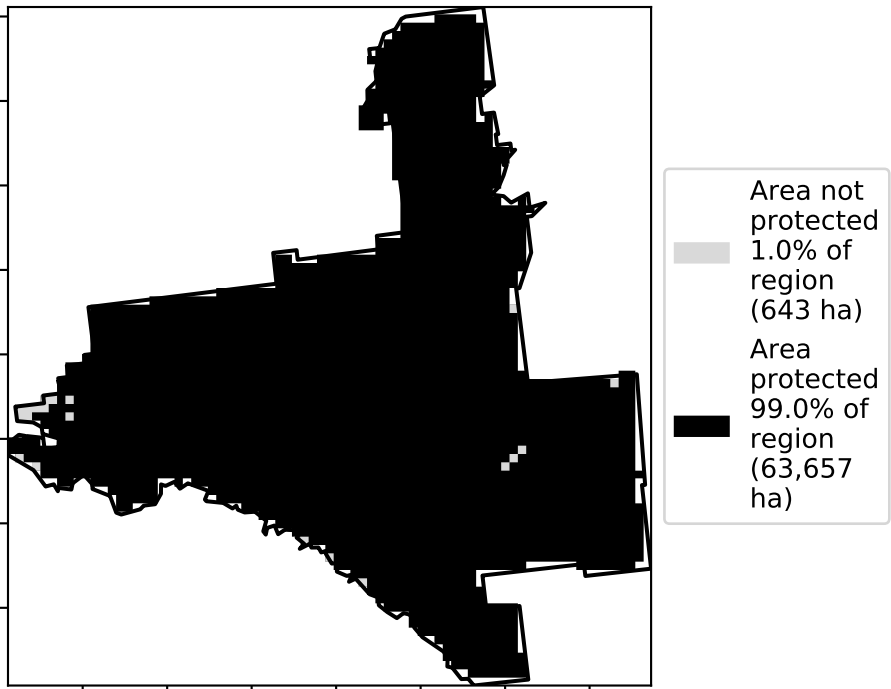 Area not
protected
1.0% of
region
(643 ha)
Area
protected
99.0% of
region
(63,657
ha)